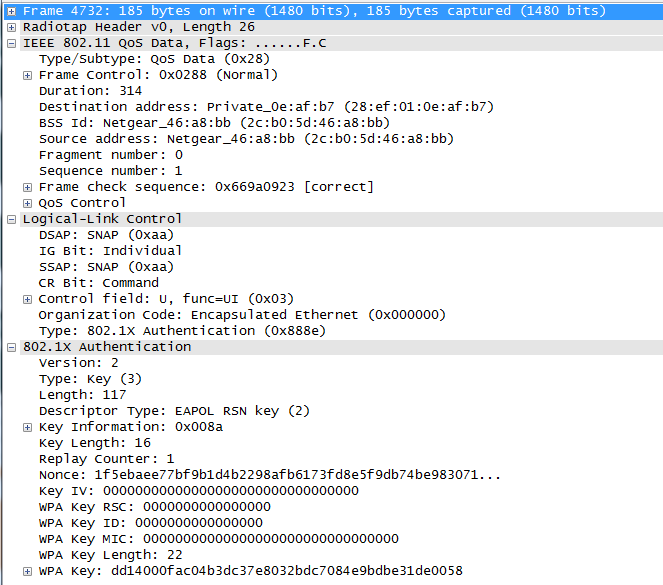 Frame 4732: 185 bytes on wire (1480 bits), 185 bytes captured (1480 bits)
Radiotap Header v0, Length 26
IEEE 802.11 QoS Data, Flags: ......F.C
Type/Subtype: QoS Data (0x28)
Frame Control: 0x0288 (Normal)
Duration: 314
Destination address: Private_0e:af:b7 (28:ef:01:0e:af:b7)
BSS Id: Netgear_46:a8:bb (2c:b0:5d:46:a8:bb)
Source address: Netgear_46:a8:bb (2c:b0:5d:46:a8:bb)
Fragment number: 0
Sequence number: 1
Frame check sequence: 0x669a0923 [correct]
QoS Control
Logical-Link Control
DSAP: SNAP (0xaa)
IG Bit: Individual
SSAP: SNAP (0xaa)
CR Bit: Command
Control field: U, func=UI (0x03)
Organization Code: Encapsulated Ethernet (0x000000)
Type: 802.1X Authentication (0x888e)
802.1X Authentication
Version: 2
Type: Key (3)
Length: 117
Descriptor Type: EAPOL RSN key (2)
Key Information: 0x008a
Key Length: 16
Replay Counter: 1
Nonce: 1f5ebaee77bf9b1d4b2298afb6173fd8e5f9db74be983071...
Key IV: 00000000000000000000000000000000
WPA Key RSC: 0000000000000000
WPA Key ID: 0000000000000000
WPA Key MIC: 00000000000000000000000000000000
WPA Key Length: 22
WPA Key: dd14000fac04b3dc37e8032bdc7084e9bdbe31de0058